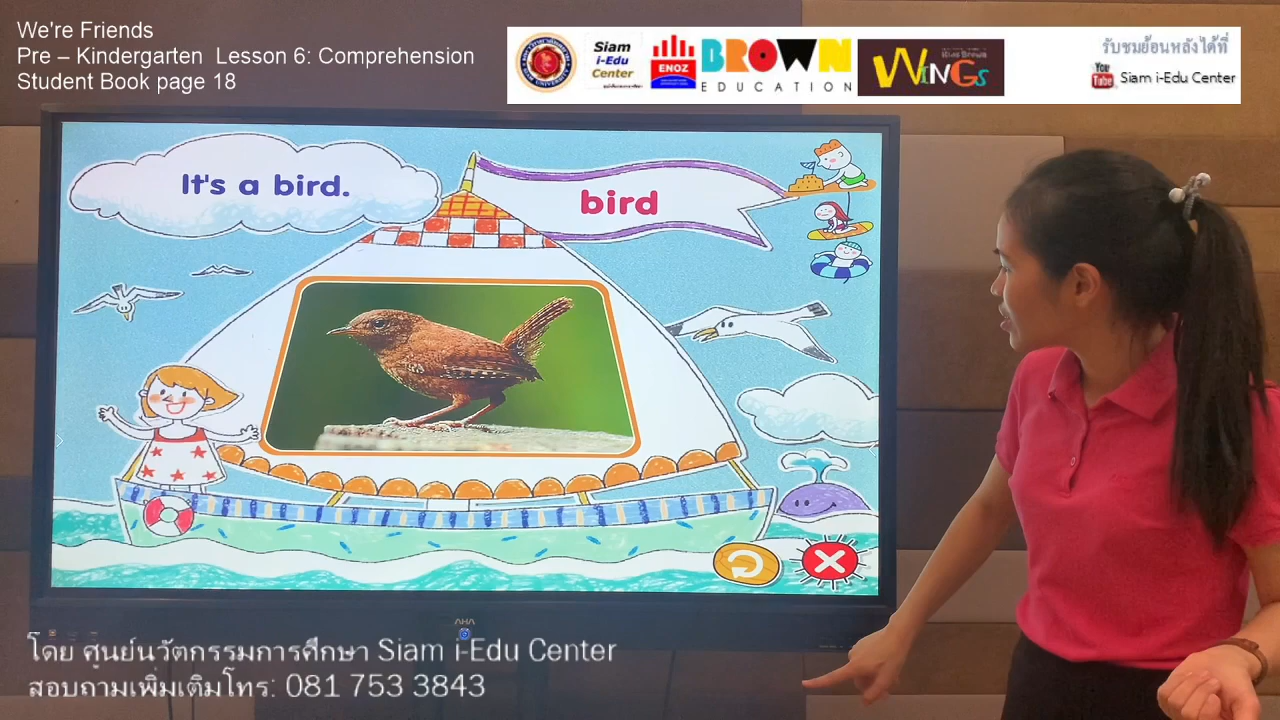 We're Friends
Pre – Kindergarten  Lesson 6: Comprehension
Student Book page 18
Siam
i-Edu
Center
ENOZ
BROWN
EDUCATION
WiNGs
รับชมย้อนหลังได้ที่
You
Tube
Siam i-Edu Center
It's a bird.
bird
AHA
โดย ศูนย์นวัตกรรมการศึกษา Siam i-Edu Center
สอบถามเพิ่มเติมโทร: 081 753 3843